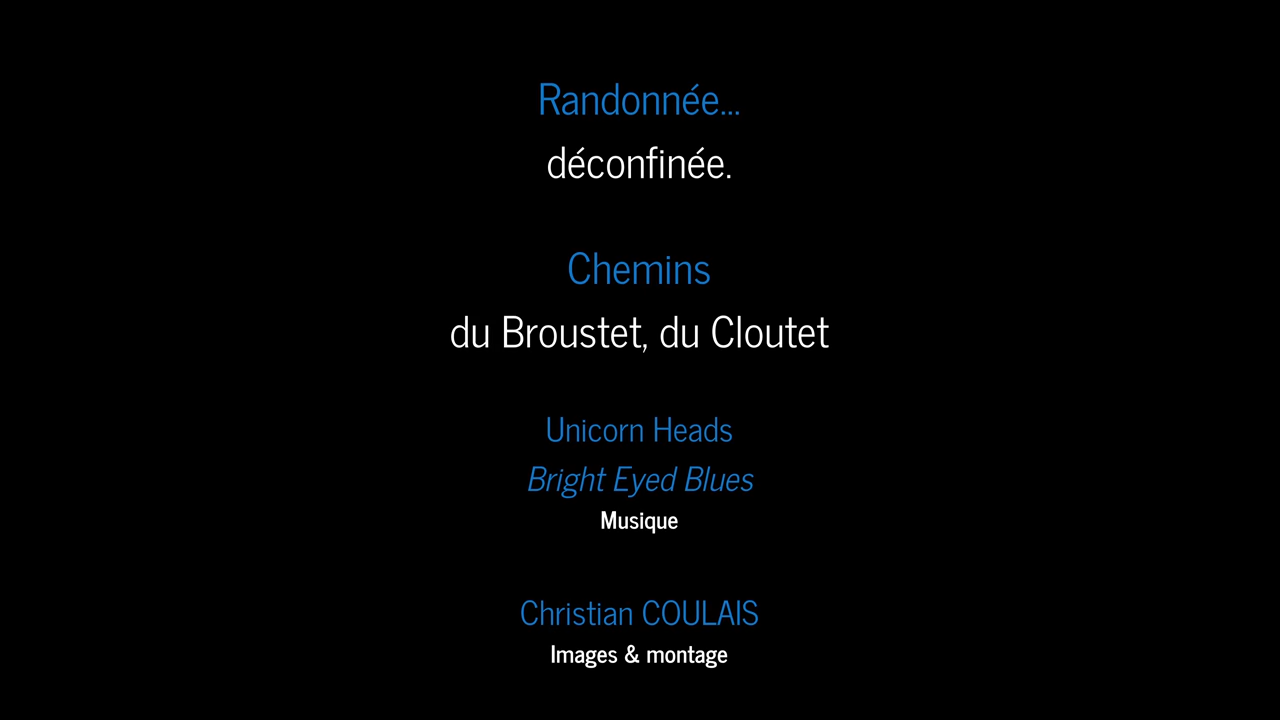 Randonnée...
déconfinée.
Chemins
du Broustet, du Cloutet
Unicorn Heads
Bright Eyed Blues
Musique
Christian COULAIS
Images & montage